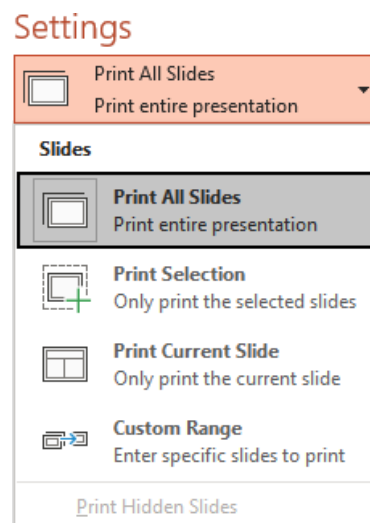 Settings
Print All Slides
Print entire presentation
Slides
Print All Slides
Print entire presentation
Print Selection
Only print the selected slides
Print Current Slide
Only print the current slide
Custom Range
Enter specific slides to print
Print Hidden Slides